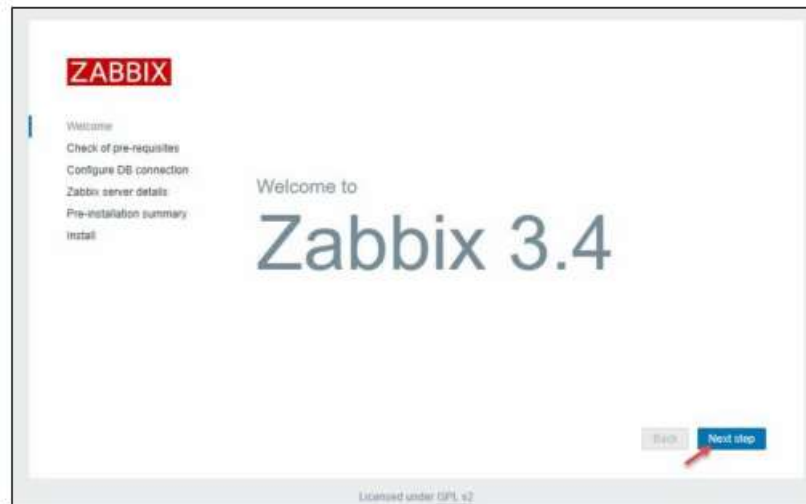 ZABBIX
Welcome
Check of pre-requisites
Configure DB connection
Zabbix server details
Pre-installation summary
Install
Welcome to
Zabbix 3.4
Back
Next step
Licensed under GPL v2